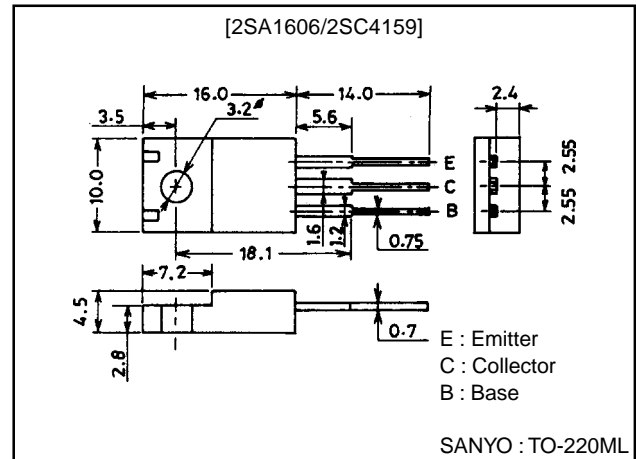 [2SA1606/2SC4159]
16.0 14.0 2.4
3.5 3.2ø 5.6
10.0 E 2.55
C
B 2.55
1.6 1.2 0.75
18.1
7.2
4.5
2.8 0.7
E : Emitter
C : Collector
B : Base
SANYO : TO-220ML